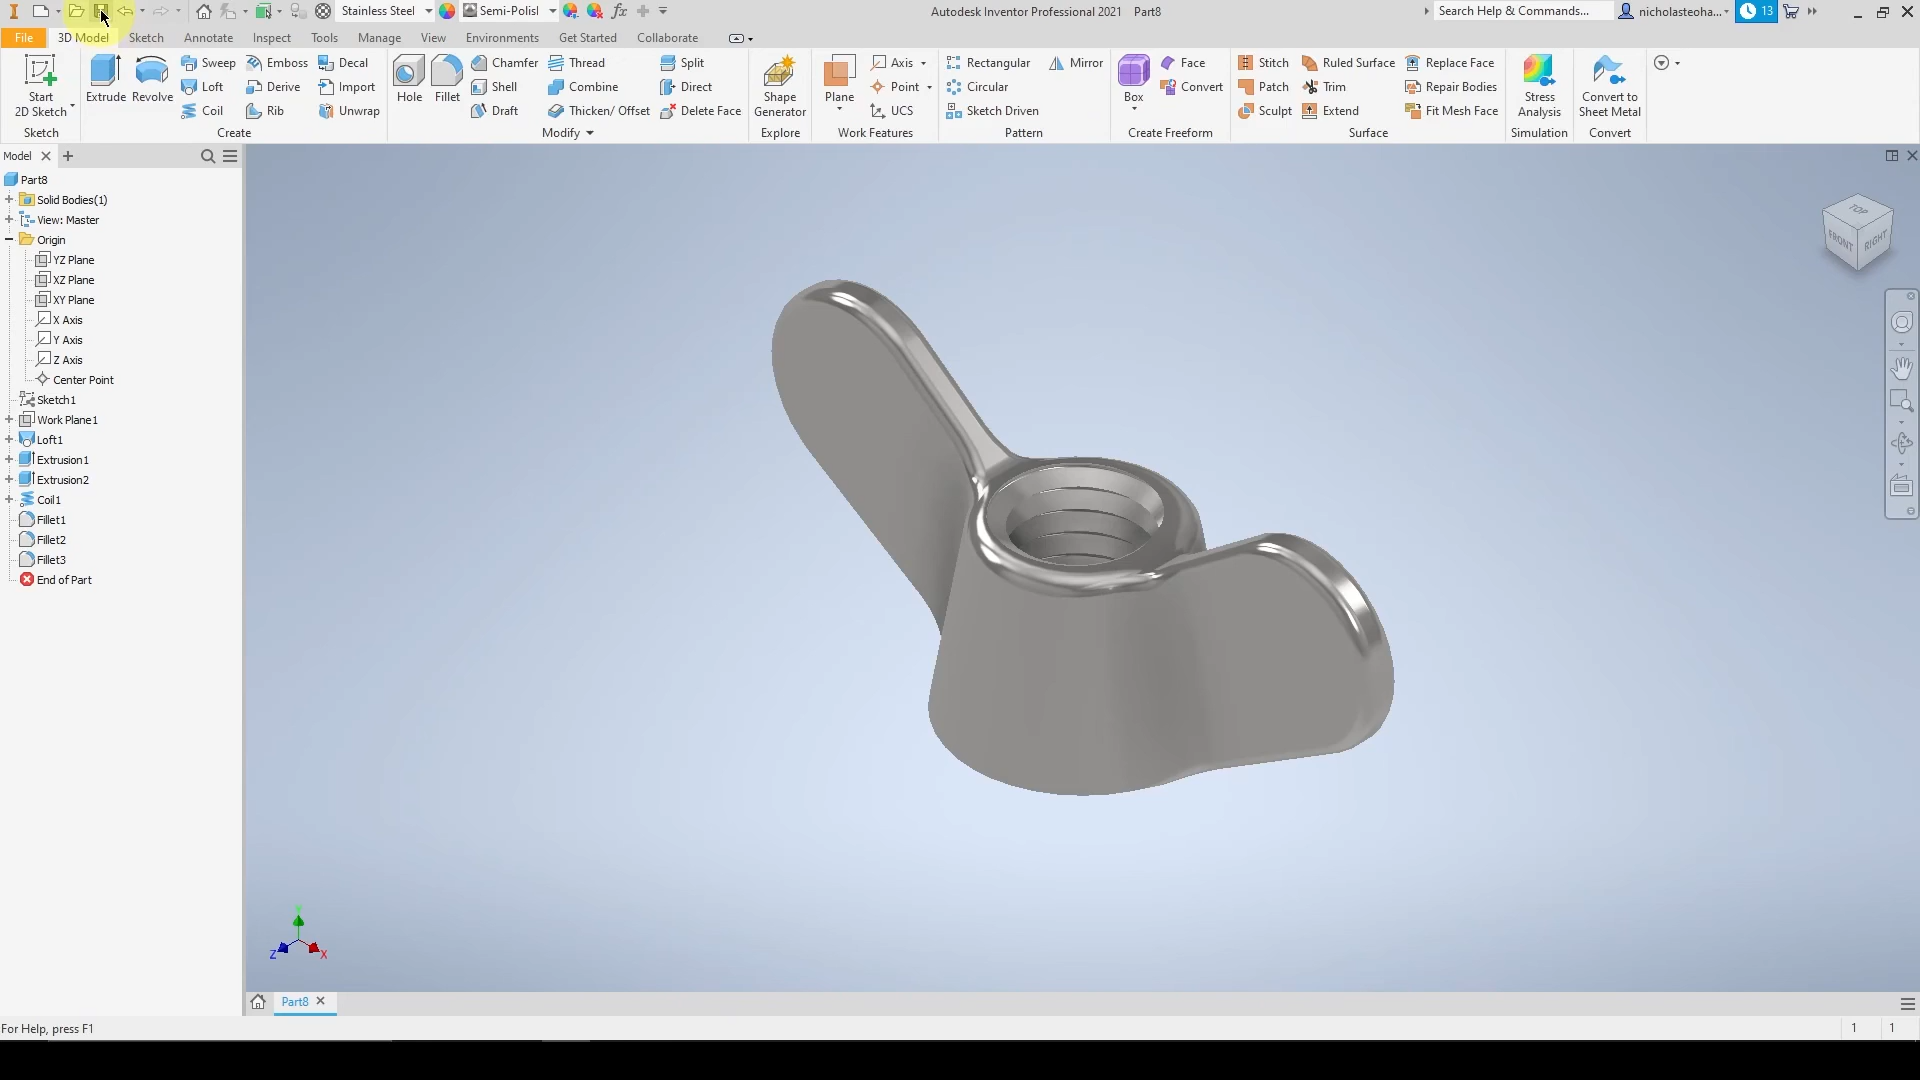 Stainless Steel
Semi-Polisl
Autodesk Inventor Professional 2021 Part8
Search Help & Commands...
nicholasteoha...
13
File
3D Model
Sketch
Annotate
Inspect
Tools
Manage
View
Environments
Get Started
Collaborate
Start
2D Sketch
Extrude
Revolve
Sweep
Loft
Coil
Emboss
Derive
Rib
Decal
Import
Unwrap
Hole
Fillet
Chamfer
Shell
Draft
Thread
Combine
Thicken/ Offset
Split
Direct
Delete Face
Shape
Generator
Plane
Axis
Point
UCS
Rectangular
Circular
Sketch Driven
Mirror
Box
Face
Convert
Stitch
Patch
Sculpt
Ruled Surface
Trim
Extend
Replace Face
Repair Bodies
Fit Mesh Face
Stress
Analysis
Convert to
Sheet Metal
Sketch
Create
Modify
Explore
Work Features
Pattern
Create Freeform
Surface
Simulation
Convert
Model
Part8
Solid Bodies(1)
View: Master
Origin
YZ Plane
XZ Plane
XY Plane
X Axis
Y Axis
Z Axis
Center Point
Sketch1
Work Plane1
Loft1
Extrusion1
Extrusion2
Coil1
Fillet1
Fillet2
Fillet3
End of Part
TOP
FRONT
RIGHT
Y
Z
X
Part8
For Help, press F1
1
1